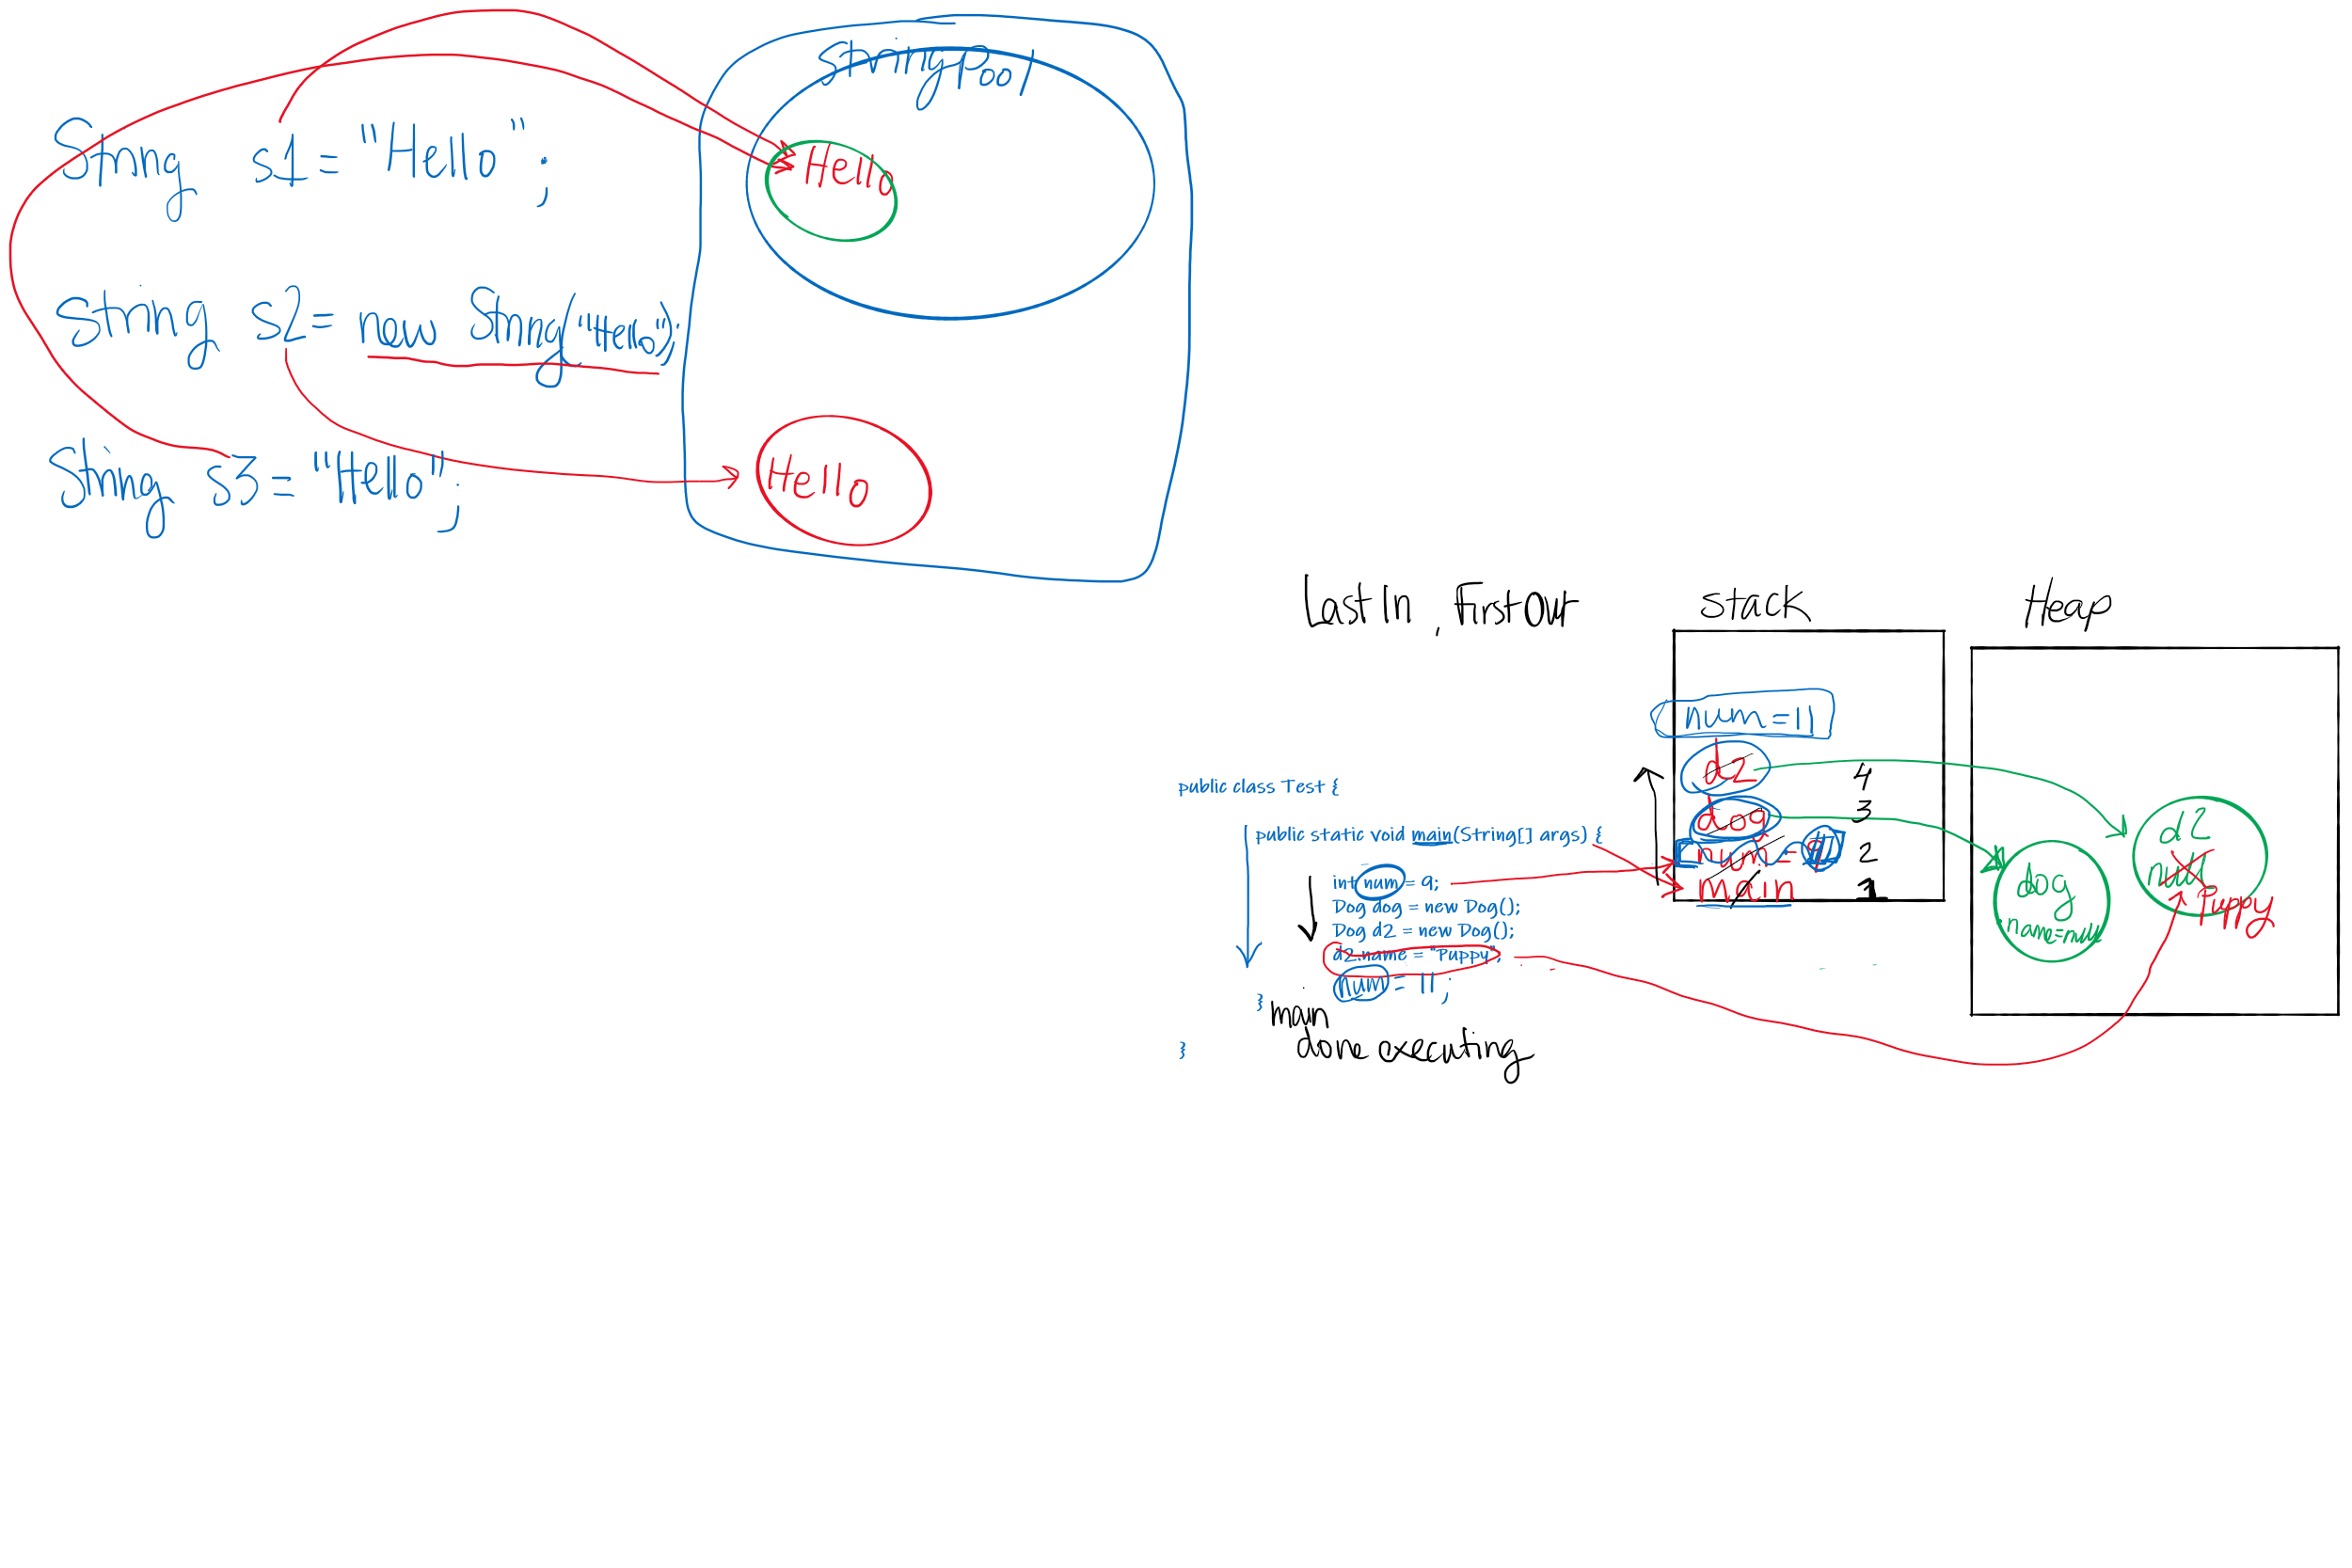 String Pool
String s1 = "Hello";
Hello
String s2 = new String("Hello");
String s3 = "Hello";
Hello
Last In, First Out
Stack
Heap
num = 11
d2 4
dog 3
num = 2
main 1
d2
null
Puppy
dog
name=null
public class Test {
public static void main(String[] args) {
int num = 9;
Dog dog = new Dog();
Dog d2 = new Dog();
d2.name = "Puppy";
num = 11;
}
main
done executing
}